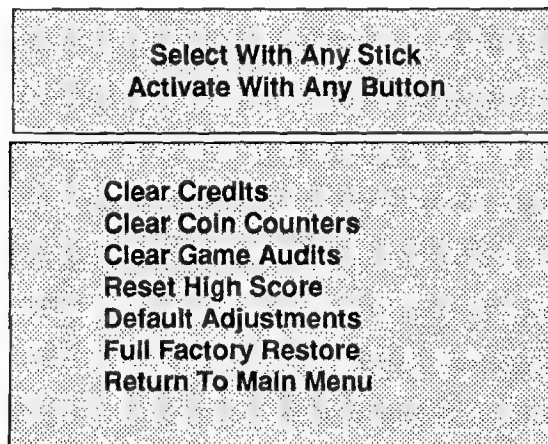 Select With Any Stick
Activate With Any Button
Clear Credits
Clear Coin Counters
Clear Game Audits
Reset High Score
Default Adjustments
Full Factory Restore
Return To Main Menu